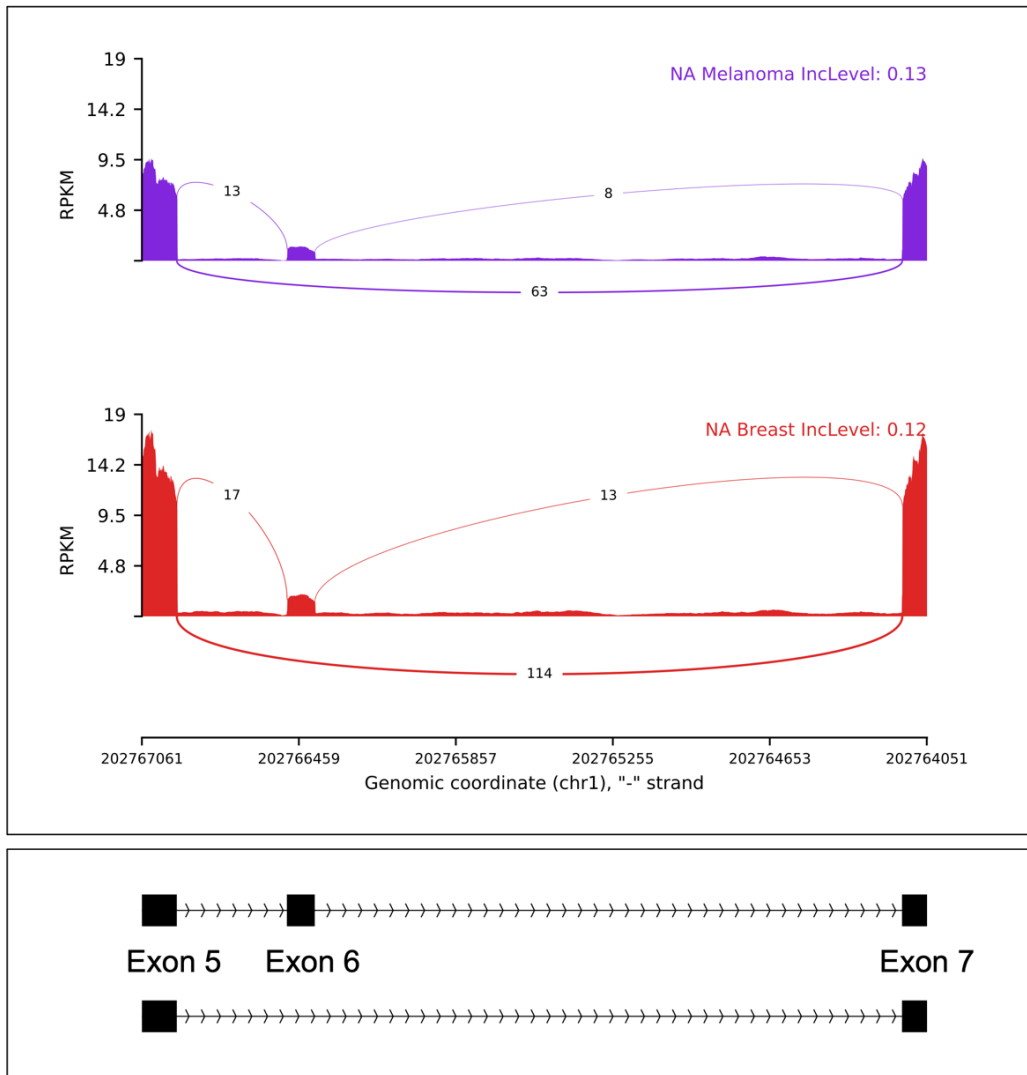 19
NA Melanoma IncLevel: 0.13
14.2
9.5
13
8
4.8
RPKM
63
19
NA Breast IncLevel: 0.12
14.2
17
13
9.5
4.8
RPKM
114
202767061 202766459 202765857 202765255 202764653 202764051
Genomic coordinate (chr1), "-" strand
Exon 5 Exon 6 Exon 7